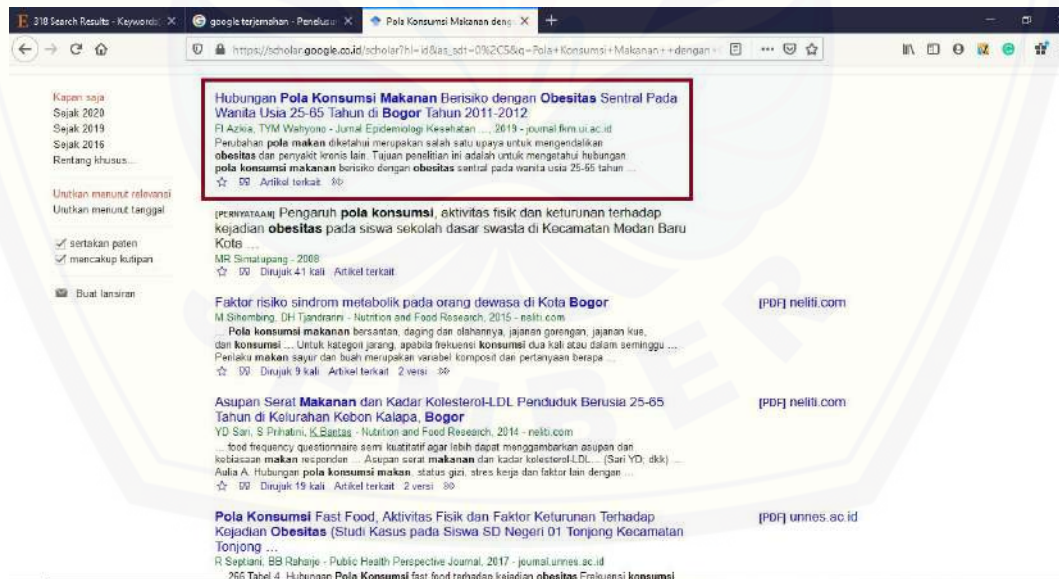 318 Search Results - Keywords:
google terjemahan - Penelusur
Pola Konsumsi Makanan deng
https://scholar.google.co.id/scholar?hl=id&as_sdt=0%2C5&q=Pola+Konsumsi+Makanan++dengan+
Kapan saja
Sejak 2020
Sejak 2019
Sejak 2016
Rentang khusus...
Urutkan menurut relevansi
Urutkan menurut tanggal
sertakan paten
mencakup kutipan
Buat lansiran
Hubungan Pola Konsumsi Makanan Berisiko dengan Obesitas Sentral Pada
Wanita Usia 25-65 Tahun di Bogor Tahun 2011-2012
FI Azkia, TYM Wahyono - Jurnal Epidemiologi Kesehatan ..., 2019 - journal.fkm.ui.ac.id
Perubahan pola makan diketahui merupakan salah satu upaya untuk mengendalikan
obesitas dan penyakit kronis lain. Tujuan penelitian ini adalah untuk mengetahui hubungan
pola konsumsi makanan berisiko dengan obesitas sentral pada wanita usia 25-65 tahun ...
Artikel terkait
[PERNYATAAN] Pengaruh pola konsumsi, aktivitas fisik dan keturunan terhadap
kejadian obesitas pada siswa sekolah dasar swasta di Kecamatan Medan Baru
Kota ...
MR Simatupang - 2008
Dirujuk 41 kali Artikel terkait
Faktor risiko sindrom metabolik pada orang dewasa di Kota Bogor
[PDF] neliti.com
M Sihombing, DH Tjandrarini - Nutrition and Food Research, 2015 - neliti.com
... Pola konsumsi makanan bersantan, daging dan olahannya, jajanan gorengan, jajanan kue,
dan konsumsi ... Untuk kategori jarang, apabila frekuensi konsumsi dua kali atau dalam seminggu ...
Perilaku makan sayur dan buah merupakan variabel komposit dari pertanyaan berapa ...
Dirujuk 9 kali Artikel terkait 2 versi
Asupan Serat Makanan dan Kadar Kolesterol-LDL Penduduk Berusia 25-65
Tahun di Kelurahan Kebon Kalapa, Bogor
[PDF] neliti.com
YD Sari, S Prihatini, K Bantas - Nutrition and Food Research, 2014 - neliti.com
... food frequency questionnaire semi kuatitatif agar lebih dapat menggambarkan asupan dan
kebiasaan makan responden ... Asupan serat makanan dan kadar kolesterol-LDL... (Sari YD; dkk) ...
Aulia A. Hubungan pola konsumsi makan, status gizi, stres kerja dan faktor lain dengan ...
Dirujuk 19 kali Artikel terkait 2 versi
Pola Konsumsi Fast Food, Aktivitas Fisik dan Faktor Keturunan Terhadap
Kejadian Obesitas (Studi Kasus pada Siswa SD Negeri 01 Tonjong Kecamatan
Tonjong ...
[PDF] unnes.ac.id
R Septiani, BB Raharjo - Public Health Perspective Journal, 2017 - journal.unnes.ac.id
... 266 Tabel 4. Hubungan Pola Konsumsi fast food terhadap kejadian obesitas Frekuensi konsumsi